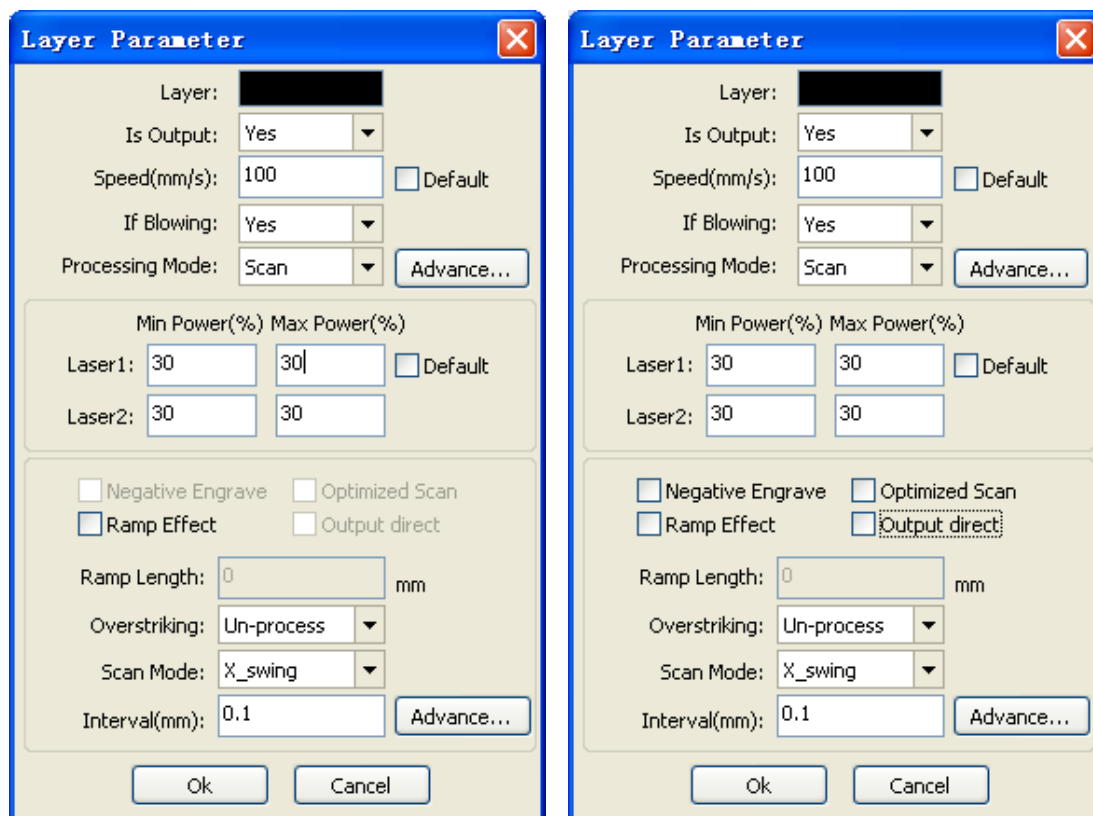 Layer Parameter
Layer:
Is Output: Yes
Speed(mm/s): 100 Default
If Blowing: Yes
Processing Mode: Scan Advance...
Min Power(%) Max Power(%)
Laser1: 30 30 Default
Laser2: 30 30
Negative Engrave Optimized Scan
Ramp Effect Output direct
Ramp Length: 0 mm
Overstriking: Un-process
Scan Mode: X_swing
Interval(mm): 0.1 Advance...
Ok Cancel
Layer Parameter
Layer:
Is Output: Yes
Speed(mm/s): 100 Default
If Blowing: Yes
Processing Mode: Scan Advance...
Min Power(%) Max Power(%)
Laser1: 30 30 Default
Laser2: 30 30
Negative Engrave Optimized Scan
Ramp Effect Output direct
Ramp Length: 0 mm
Overstriking: Un-process
Scan Mode: X_swing
Interval(mm): 0.1 Advance...
Ok Cancel